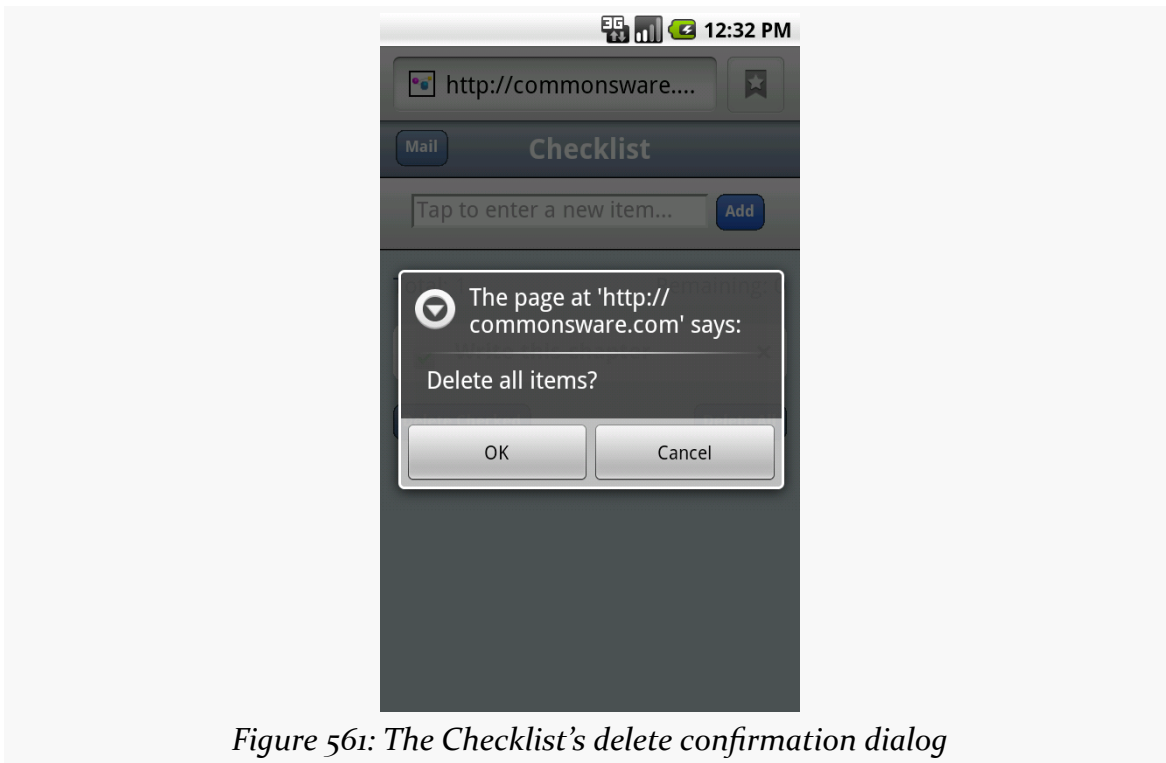 3G 12:32 PM
http://commonsware....
Mail Checklist
Tap to enter a new item... Add
The page at 'http://
commonsware.com' says:
Delete all items?
OK Cancel
Figure 561: The Checklist's delete confirmation dialog